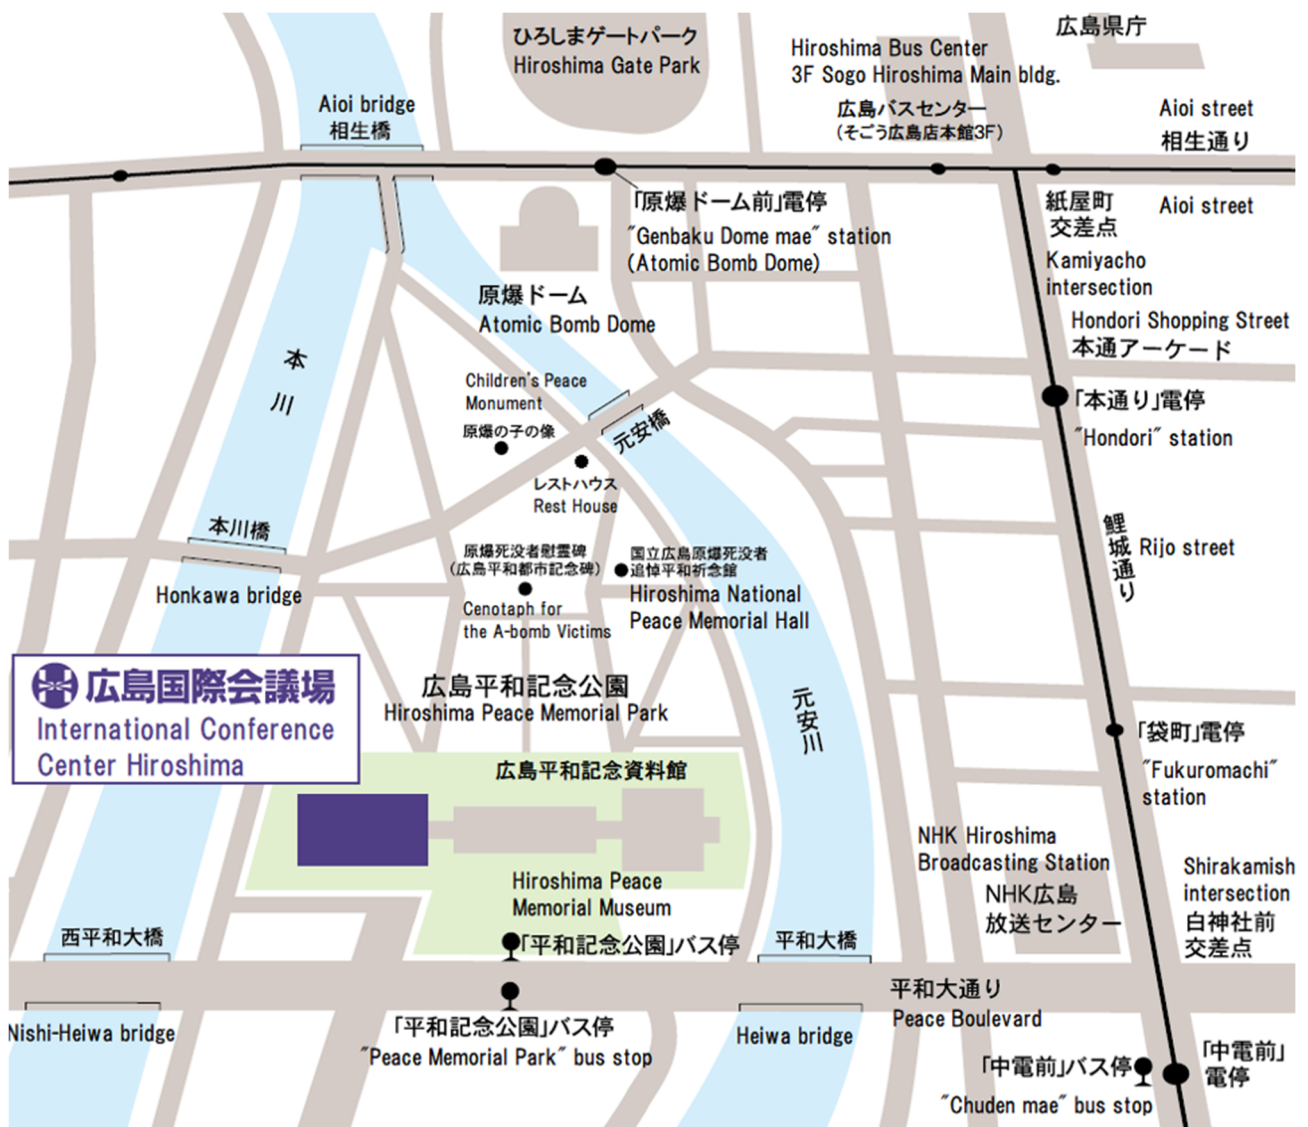 ひろしまゲートパーク
Hiroshima Gate Park
Hiroshima Bus Center
3F Sogo Hiroshima Main bldg.
広島バスセンター
(そごう広島店本館3F)
広島県庁
Aioi bridge
相生橋
Aioi street
相生通り
「原爆ドーム前」電停
"Genbaku Dome mae" station
(Atomic Bomb Dome)
紙屋町
交差点
Aioi street
Kamiyacho
intersection
原爆ドーム
Atomic Bomb Dome
Hondori Shopping Street
本通アーケード
本
川
Children's Peace
Monument
原爆の子の像
元安橋
「本通り」電停
"Hondori" station
レストハウス
Rest House
本川橋
Honkawa bridge
原爆死没者慰霊碑
(広島平和都市記念碑)
Cenotaph for
the A-bomb Victims
国立広島原爆死没者
追悼平和祈念館
Hiroshima National
Peace Memorial Hall
鯉城通り
Rijo street
広島国際会議場
International Conference
Center Hiroshima
広島平和記念公園
Hiroshima Peace Memorial Park
元安川
「袋町」電停
"Fukuromachi"
station
広島平和記念資料館
Hiroshima Peace
Memorial Museum
NHK Hiroshima
Broadcasting Station
NHK広島
放送センター
Shirakamish
intersection
白神社前
交差点
西平和大橋
Nishi-Heiwa bridge
「平和記念公園」バス停
平和大橋
Heiwa bridge
平和大通り
Peace Boulevard
「平和記念公園」バス停
"Peace Memorial Park" bus stop
「中電前」バス停
"Chuden mae" bus stop
「中電前」
電停